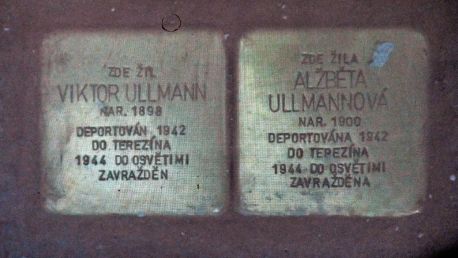 ZDE ŽIL
VIKTOR ULLMANN
NAR. 1898
DEPORTOVÁN 1942
DO TEREZÍNA
1944 DO OSVĚTIMI
ZAVRAŽDĚN
ZDE ŽILA
ALŽBĚTA
ULLMANNOVÁ
NAR. 1900
DEPORTOVÁNA 1942
DO TEREZÍNA
1944 DO OSVĚTIMI
ZAVRAŽDĚNA